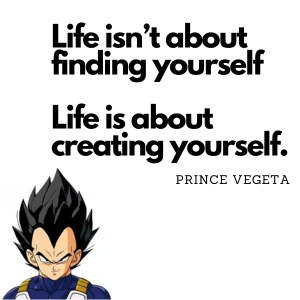 Life isn’t about
finding yourself
Life is about
creating yourself.
PRINCE VEGETA